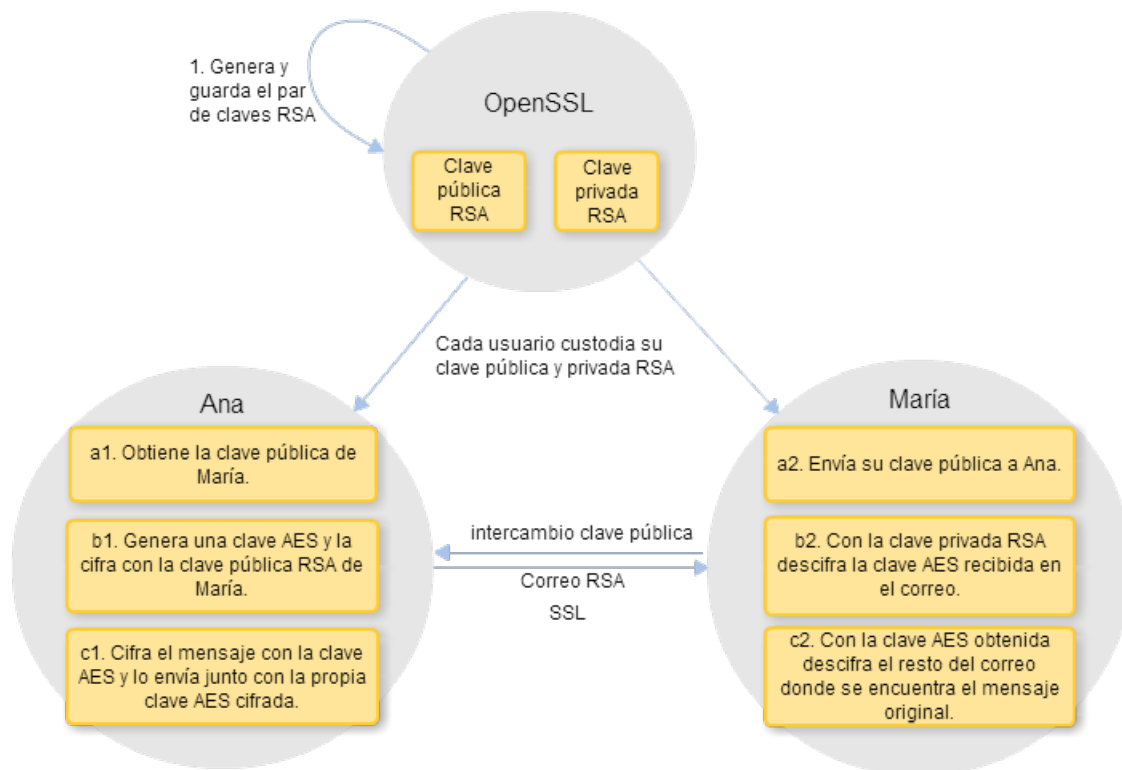 1. Genera y
guarda el par
de claves RSA
OpenSSL
Clave
pública
RSA
Clave
privada
RSA
Cada usuario custodia su
clave pública y privada RSA
Ana
a1. Obtiene la clave pública de
María.
b1. Genera una clave AES y la
cifra con la clave pública RSA de
María.
c1. Cifra el mensaje con la clave
AES y lo envía junto con la propia
clave AES cifrada.
intercambio clave pública
Correo RSA
SSL
María
a2. Envía su clave pública a Ana.
b2. Con la clave privada RSA
descifra la clave AES recibida en
el correo.
c2. Con la clave AES obtenida
descifra el resto del correo
donde se encuentra el mensaje
original.